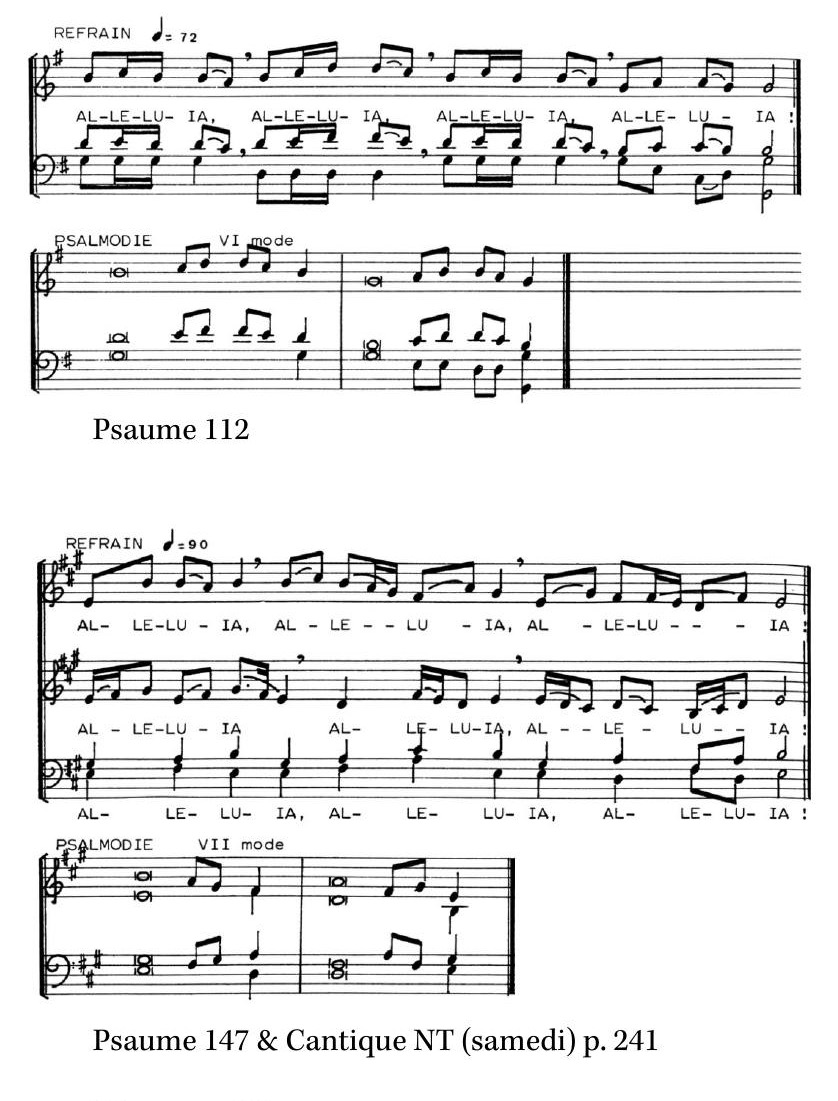 REFRAIN ♩= 72
AL-LE-LU- IA, AL-LE-LU- IA, AL-LE-LU- IA, AL-LE- LU - IA :
PSALMODIE VI mode
Psaume 112
REFRAIN ♩=90
AL- LE-LU - IA, AL - LE -- LU - IA, AL - LE-LU -- - IA :
AL - LE-LU - IA AL- LE- LU-IA, AL- - LE- LU -- IA :
AL- LE- LU- IA, AL- LE- LU- IA, AL- LE- LU- IA :
PSALMODIE VII mode
Psaume 147 & Cantique NT (samedi) p. 241